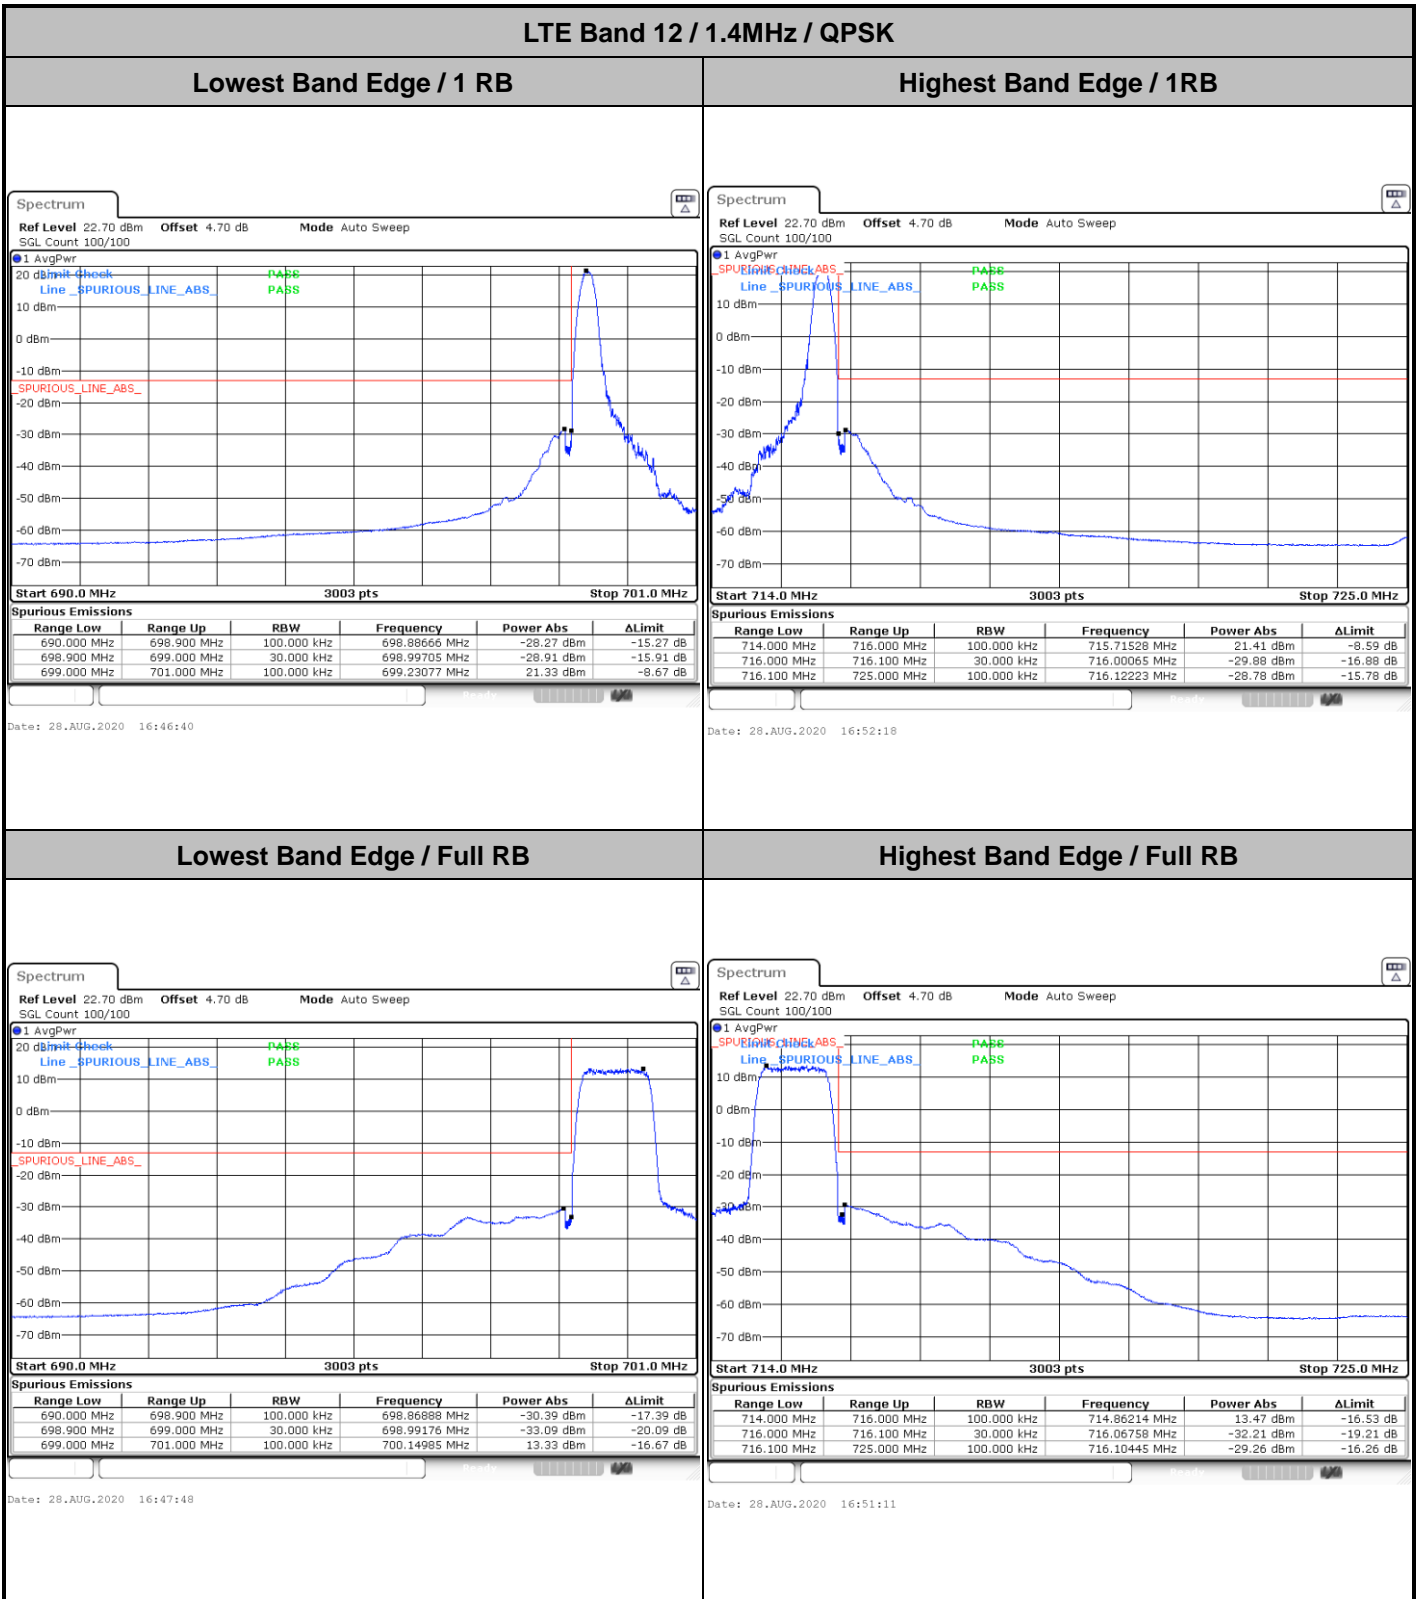 LTE Band 12 / 1.4MHz / QPSK
Lowest Band Edge / 1 RB
Highest Band Edge / 1RB
Spectrum
Ref Level 22.70 dBm Offset 4.70 dB Mode Auto Sweep
SGL Count 100/100
1 AvgPwr
20 dBm Limit Check PASS
Line _SPURIOUS_LINE_ABS_ PASS
10 dBm
0 dBm
-10 dBm
_SPURIOUS_LINE_ABS_
-20 dBm
-30 dBm
-40 dBm
-50 dBm
-60 dBm
-70 dBm
Start 690.0 MHz 3003 pts Stop 701.0 MHz
Spurious Emissions
Range Low Range Up RBW Frequency Power Abs ΔLimit
690.000 MHz 698.900 MHz 100.000 kHz 698.88666 MHz -28.27 dBm -15.27 dB
698.900 MHz 699.000 MHz 30.000 kHz 698.99705 MHz -28.91 dBm -15.91 dB
699.000 MHz 701.000 MHz 100.000 kHz 699.23077 MHz 21.33 dBm -8.67 dB
Ready
Date: 28.AUG.2020 16:46:40
Spectrum
Ref Level 22.70 dBm Offset 4.70 dB Mode Auto Sweep
SGL Count 100/100
1 AvgPwr
_SPURIOUS_LINE_ABS_ Limit Check PASS
Line _SPURIOUS_LINE_ABS_ PASS
10 dBm
0 dBm
-10 dBm
-20 dBm
-30 dBm
-40 dBm
-50 dBm
-60 dBm
-70 dBm
Start 714.0 MHz 3003 pts Stop 725.0 MHz
Spurious Emissions
Range Low Range Up RBW Frequency Power Abs ΔLimit
714.000 MHz 716.000 MHz 100.000 kHz 715.71528 MHz 21.41 dBm -8.59 dB
716.000 MHz 716.100 MHz 30.000 kHz 716.00065 MHz -29.88 dBm -16.88 dB
716.100 MHz 725.000 MHz 100.000 kHz 716.12223 MHz -28.78 dBm -15.78 dB
Ready
Date: 28.AUG.2020 16:52:18
Lowest Band Edge / Full RB
Highest Band Edge / Full RB
Spectrum
Ref Level 22.70 dBm Offset 4.70 dB Mode Auto Sweep
SGL Count 100/100
1 AvgPwr
20 dBm Limit Check PASS
Line _SPURIOUS_LINE_ABS_ PASS
10 dBm
0 dBm
-10 dBm
_SPURIOUS_LINE_ABS_
-20 dBm
-30 dBm
-40 dBm
-50 dBm
-60 dBm
-70 dBm
Start 690.0 MHz 3003 pts Stop 701.0 MHz
Spurious Emissions
Range Low Range Up RBW Frequency Power Abs ΔLimit
690.000 MHz 698.900 MHz 100.000 kHz 698.86888 MHz -30.39 dBm -17.39 dB
698.900 MHz 699.000 MHz 30.000 kHz 698.99176 MHz -33.09 dBm -20.09 dB
699.000 MHz 701.000 MHz 100.000 kHz 700.14985 MHz 13.33 dBm -16.67 dB
Ready
Date: 28.AUG.2020 16:47:48
Spectrum
Ref Level 22.70 dBm Offset 4.70 dB Mode Auto Sweep
SGL Count 100/100
1 AvgPwr
_SPURIOUS_LINE_ABS_ Limit Check PASS
Line _SPURIOUS_LINE_ABS_ PASS
10 dBm
0 dBm
-10 dBm
-20 dBm
-30 dBm
-40 dBm
-50 dBm
-60 dBm
-70 dBm
Start 714.0 MHz 3003 pts Stop 725.0 MHz
Spurious Emissions
Range Low Range Up RBW Frequency Power Abs ΔLimit
714.000 MHz 716.000 MHz 100.000 kHz 714.86214 MHz 13.47 dBm -16.53 dB
716.000 MHz 716.100 MHz 30.000 kHz 716.06758 MHz -32.21 dBm -19.21 dB
716.100 MHz 725.000 MHz 100.000 kHz 716.10445 MHz -29.26 dBm -16.26 dB
Ready
Date: 28.AUG.2020 16:51:11